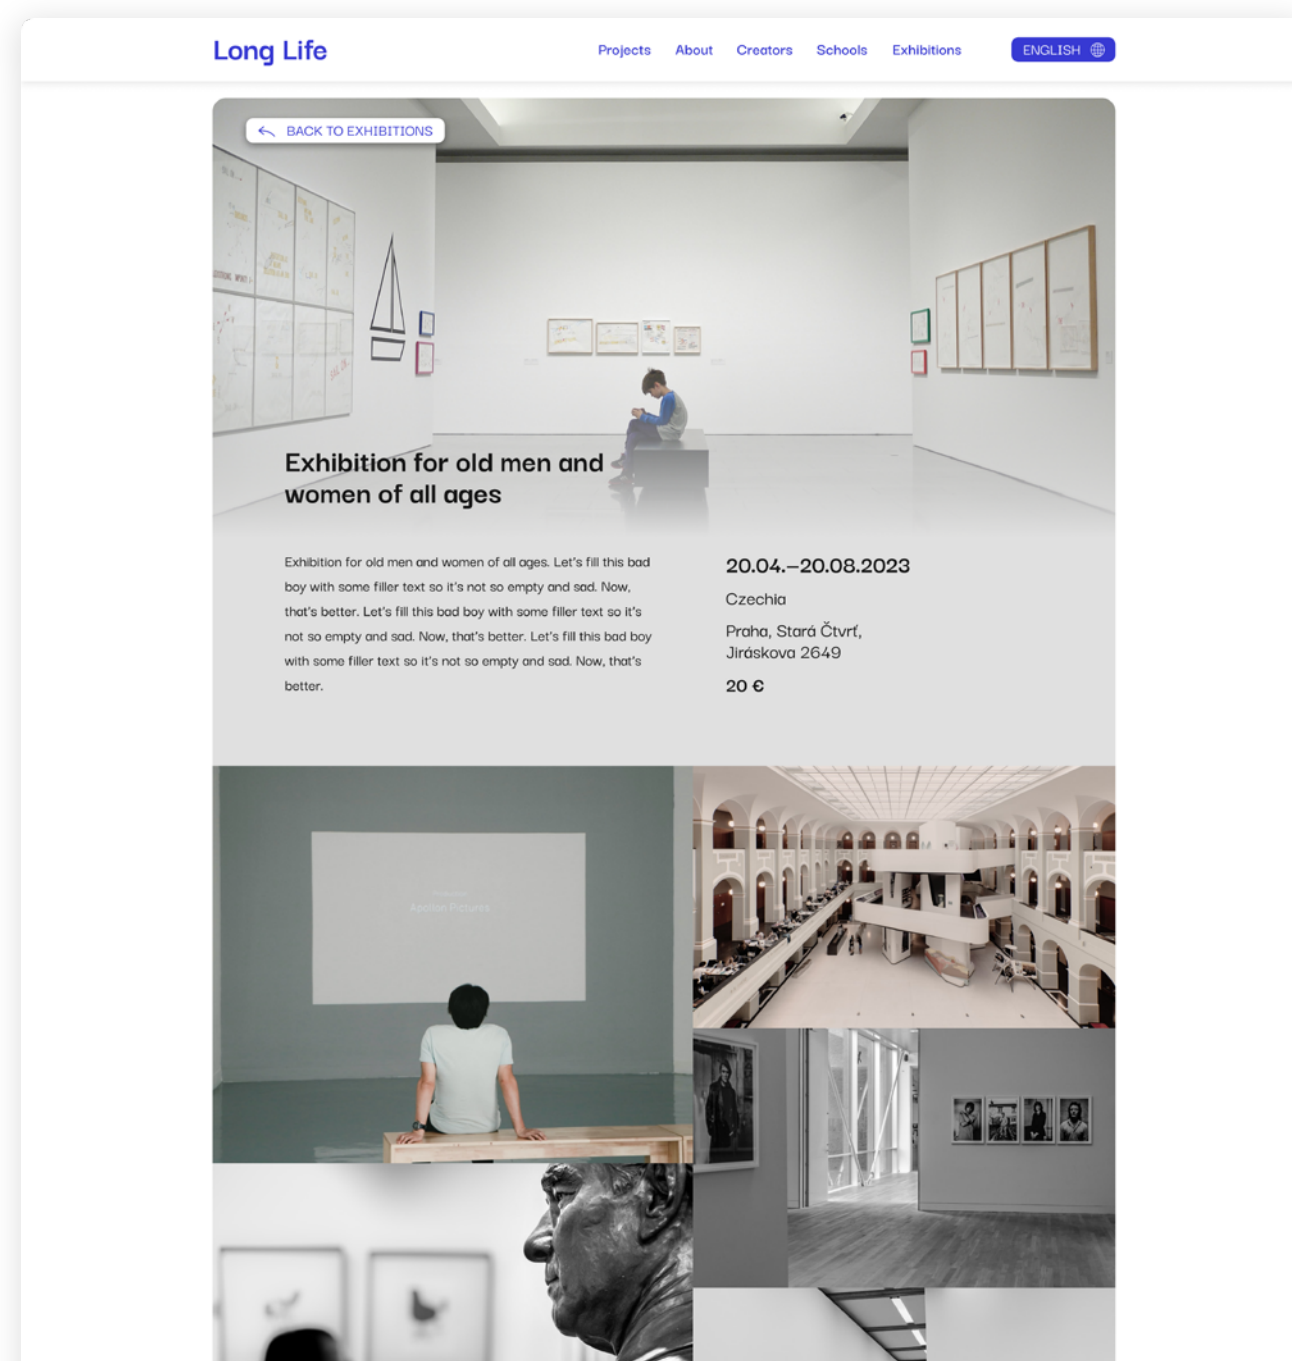 Long Life
Projects About Creators Schools Exhibitions ENGLISH
BACK TO EXHIBITIONS
Exhibition for old men and
women of all ages
Exhibition for old men and women of all ages. Let's fill this bad
boy with some filler text so it's not so empty and sad. Now,
that's better. Let's fill this bad boy with some filler text so it's
not so empty and sad. Now, that's better. Let's fill this bad boy
with some filler text so it's not so empty and sad. Now, that's
better.
20.04.—20.08.2023
Czechia
Praha, Stará Čtvrť,
Jiráskova 2649
20 €
Pictures